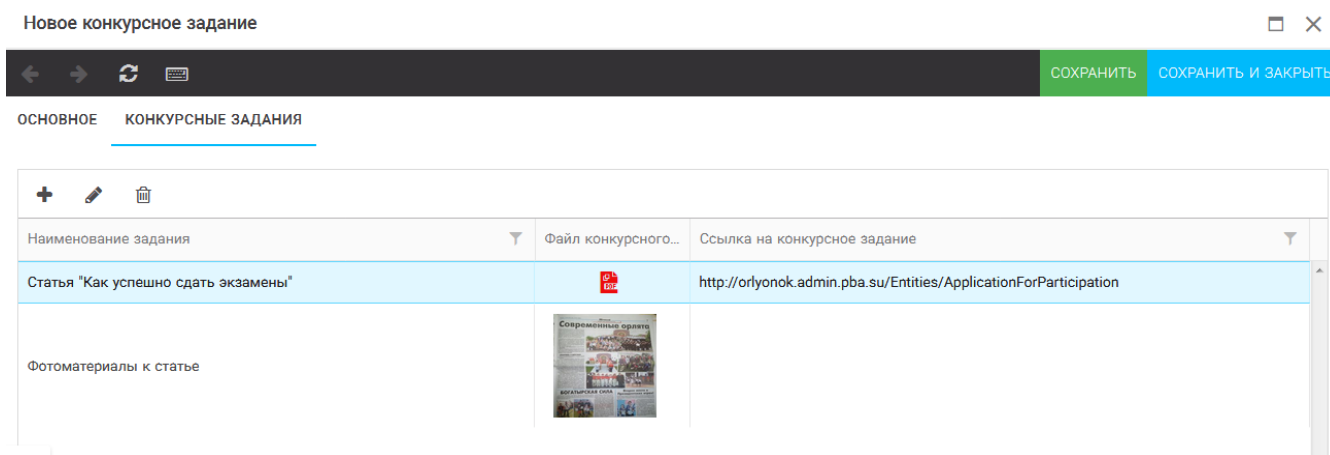 Новое конкурсное задание
СОХРАНИТЬ СОХРАНИТЬ И ЗАКРЫТЬ
ОСНОВНОЕ КОНКУРСНЫЕ ЗАДАНИЯ
Наименование задания Файл конкурсного... Ссылка на конкурсное задание
Статья "Как успешно сдать экзамены" PDF http://orlyonok.admin.pba.su/Entities/ApplicationForParticipation
Современные орлята
Фотоматериалы к статье
БОГАТЫРСКАЯ СИЛА